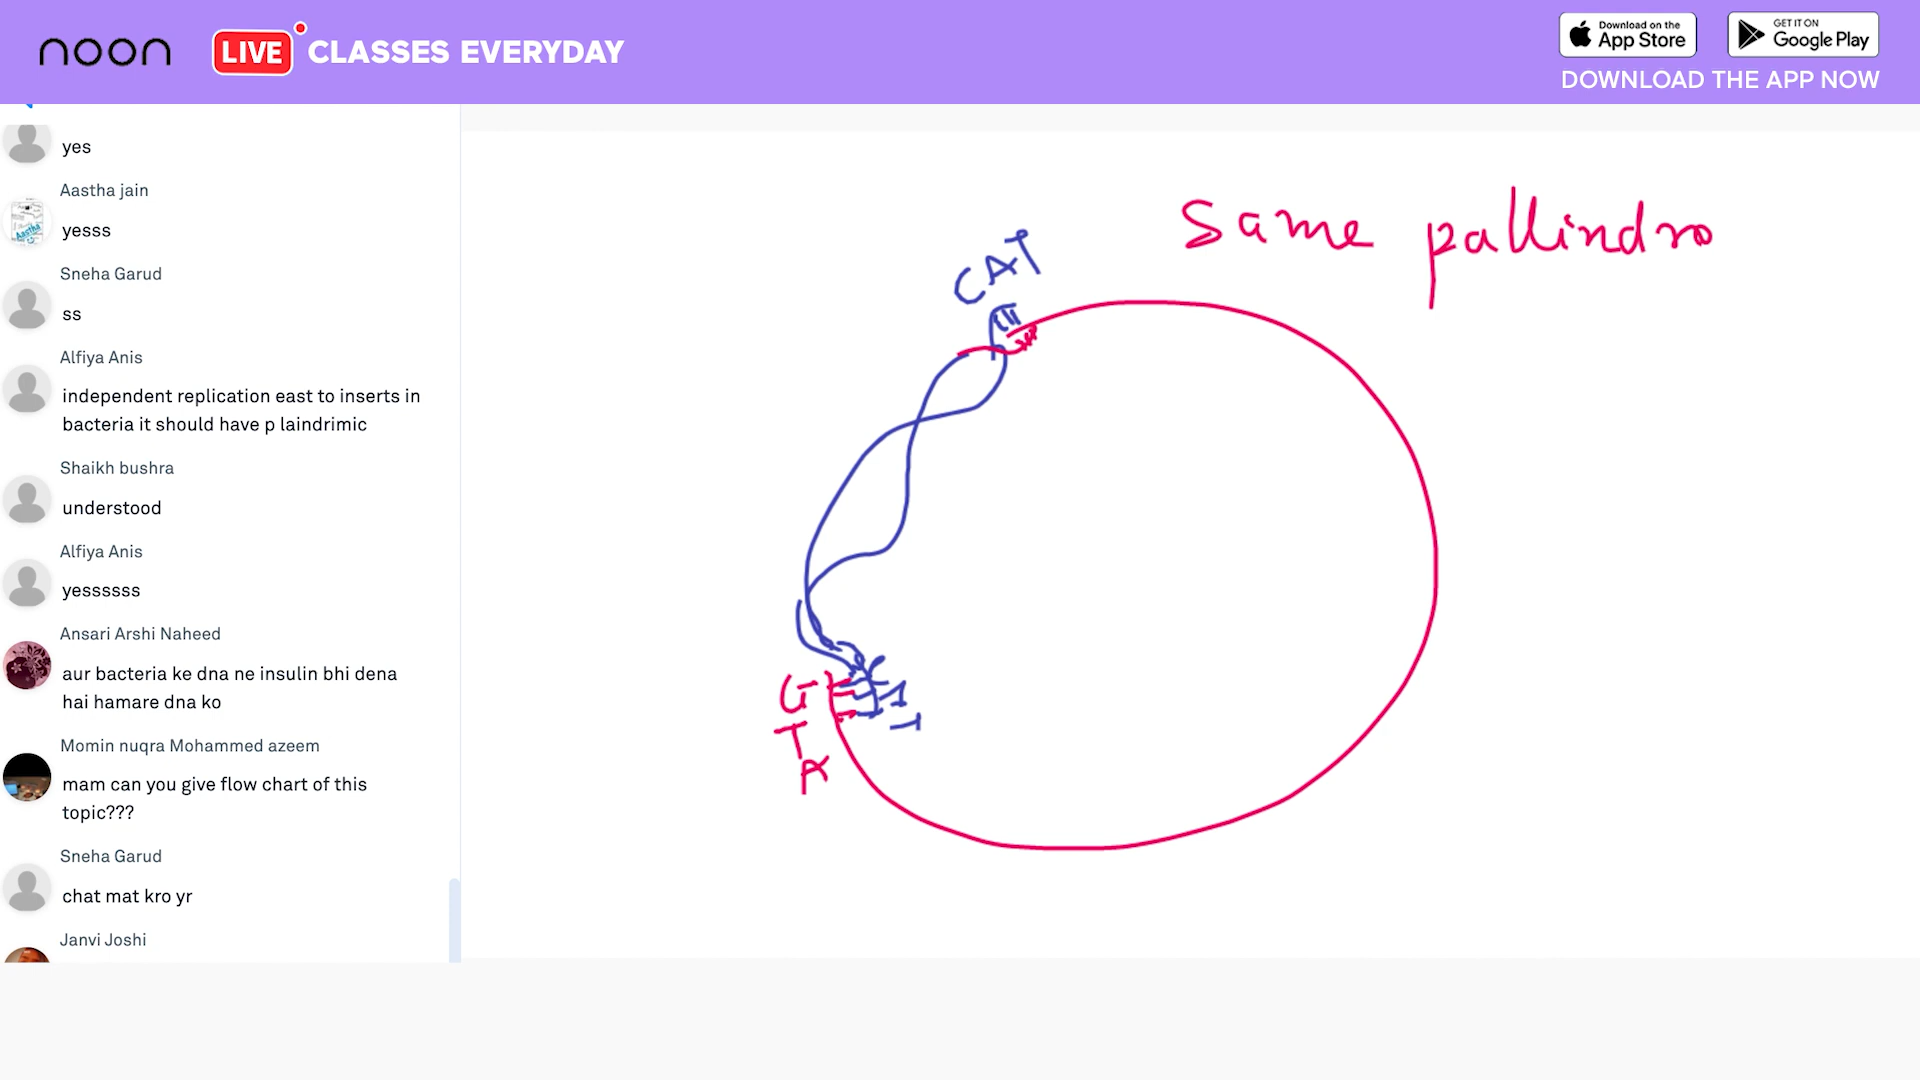 noon LIVE CLASSES EVERYDAY
Download on the
App Store
GET IT ON
Google Play
DOWNLOAD THE APP NOW
yes
Aastha jain
yesss
Sneha Garud
ss
Alfiya Anis
independent replication east to inserts in
bacteria it should have p laindrimic
Shaikh bushra
understood
Alfiya Anis
yessssss
Ansari Arshi Naheed
aur bacteria ke dna ne insulin bhi dena
hai hamare dna ko
Momin nuqra Mohammed azeem
mam can you give flow chart of this
topic???
Sneha Garud
chat mat kro yr
Janvi Joshi
Same pallindro
CAT
G
T
A